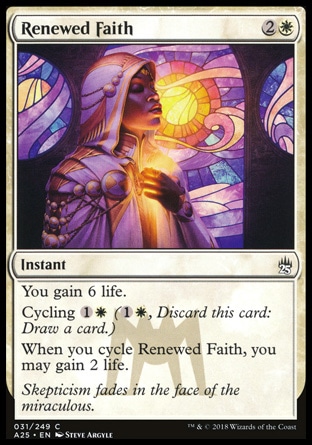 Renewed Faith 2
Instant
You gain 6 life.
Cycling 1 (1, Discard this card:
Draw a card.)
When you cycle Renewed Faith, you
may gain 2 life.
Skepticism fades in the face of the
miraculous.
031/249 C
A25 • EN Steve Argyle
™ & © 2018 Wizards of the Coast
25